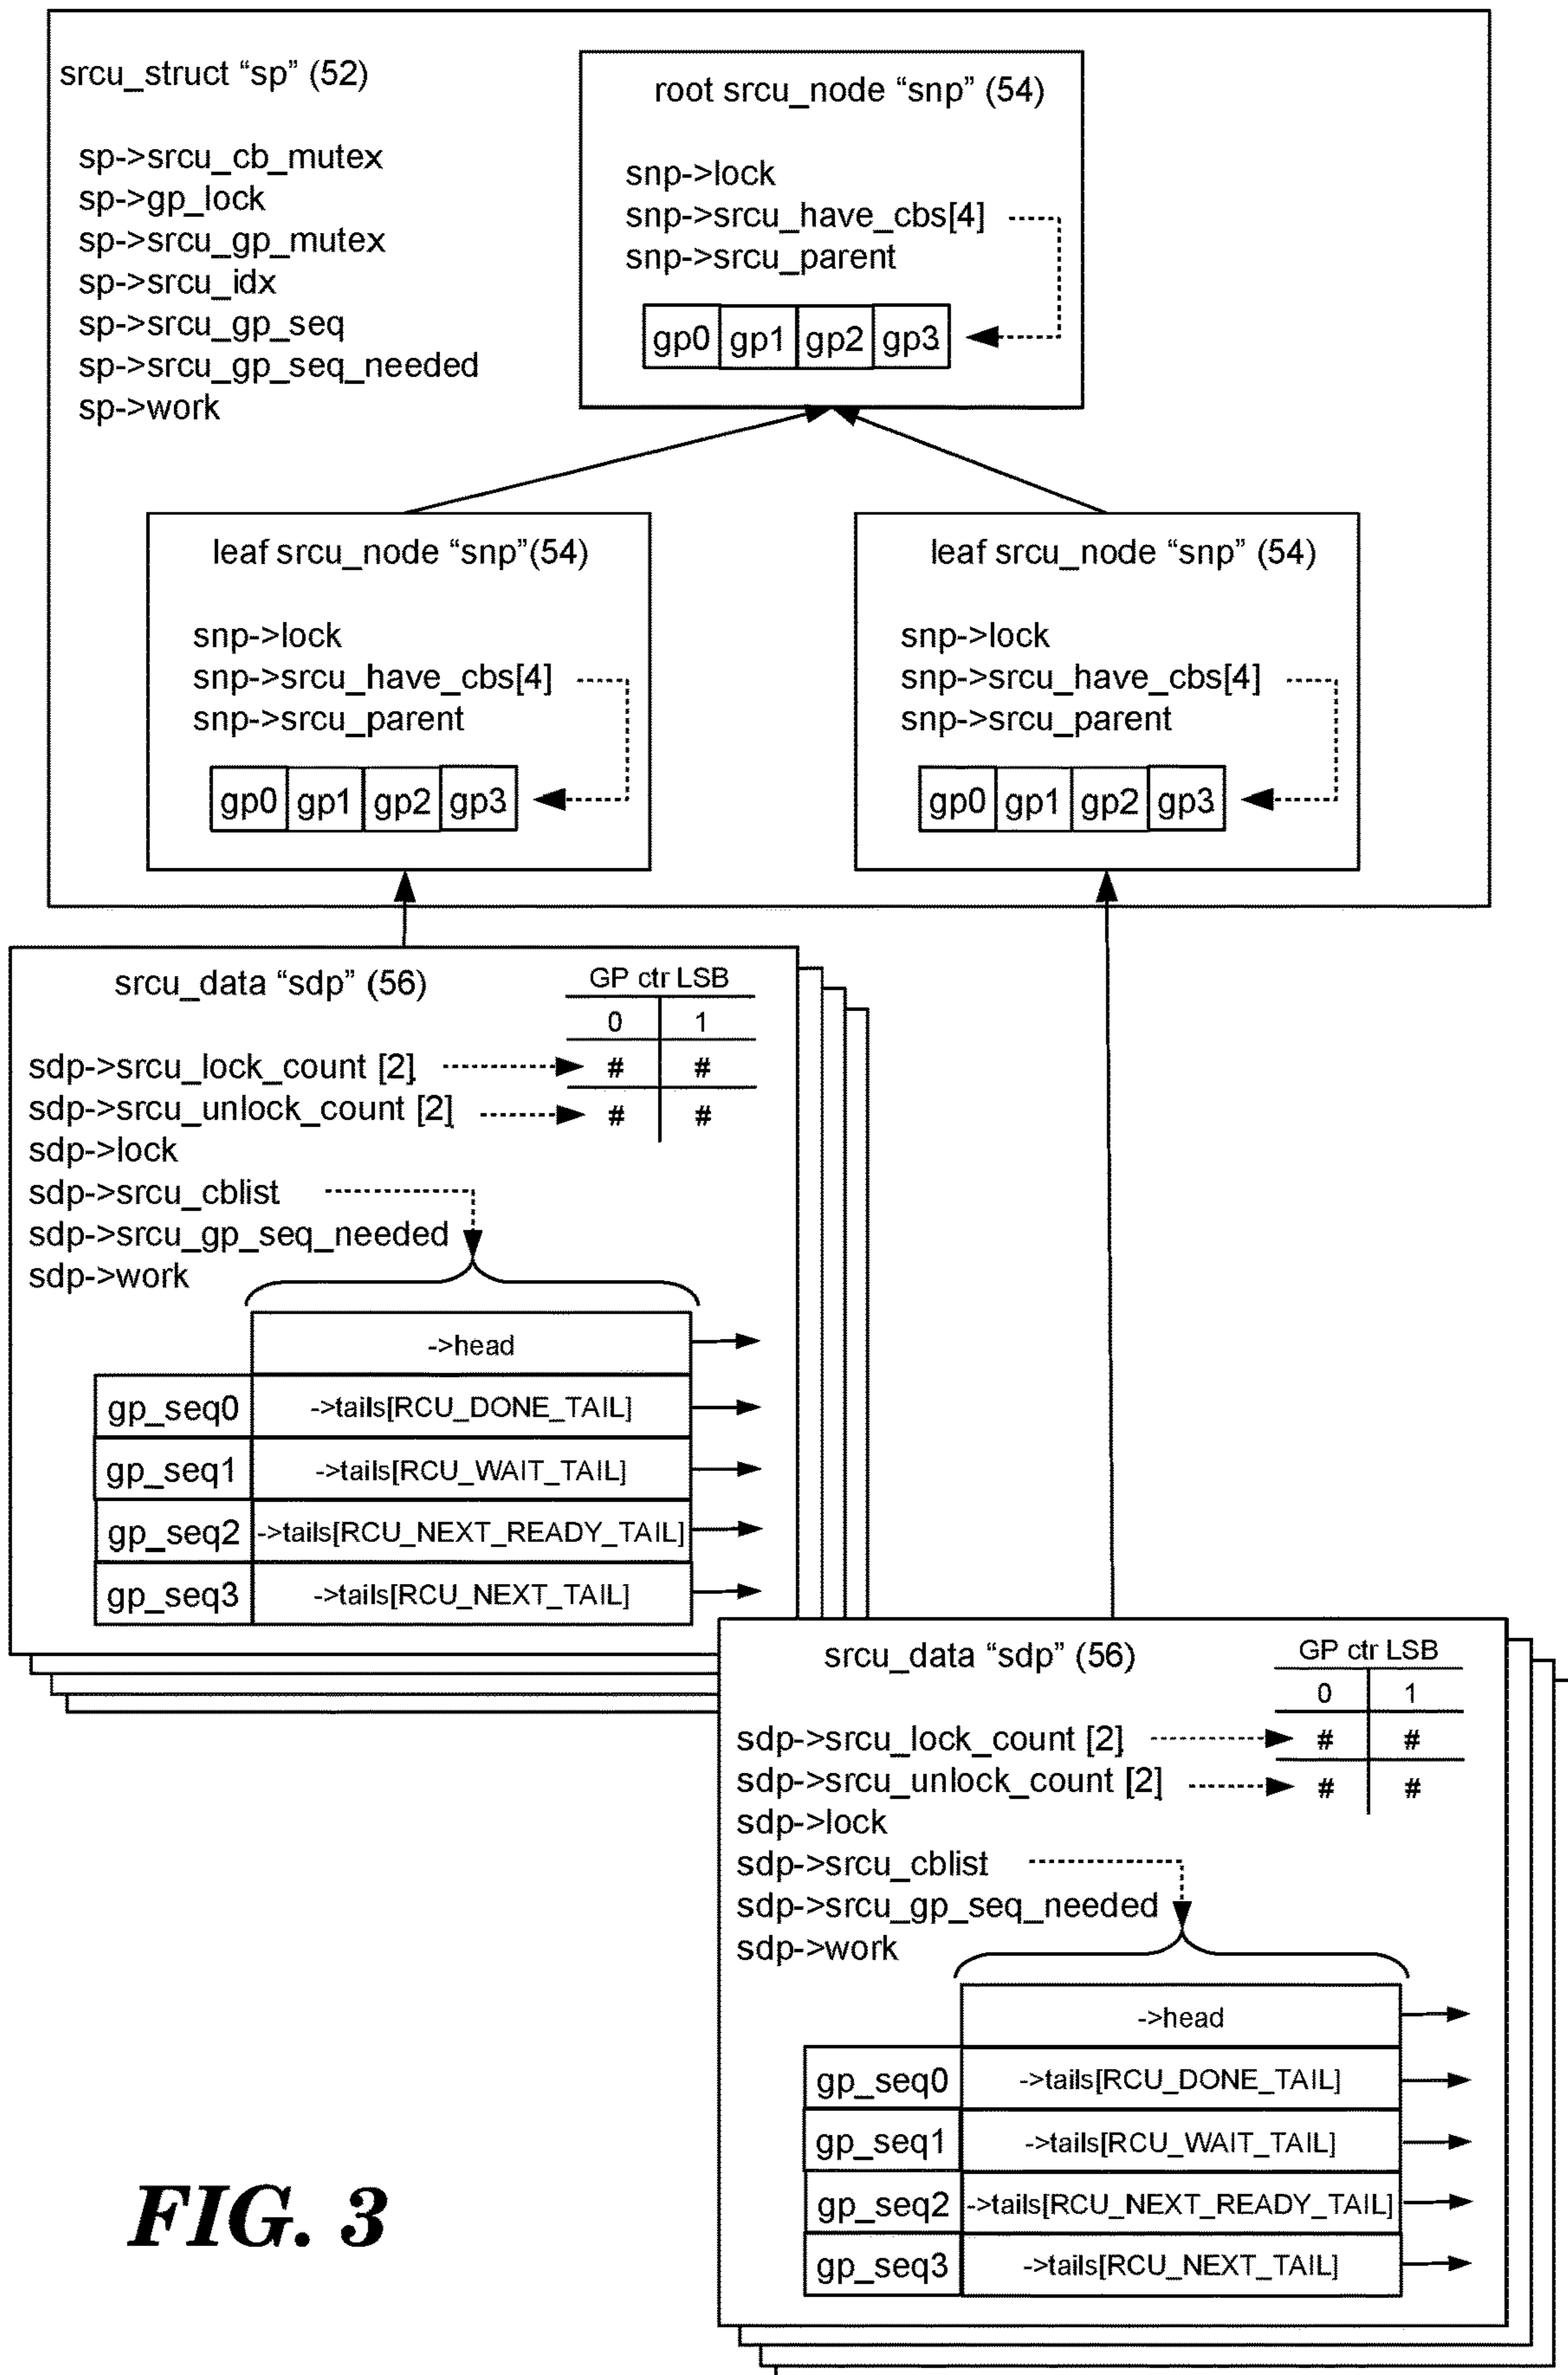 srcu_struct “sp” (52)
sp->srcu_cb_mutex
sp->gp_lock
sp->srcu_gp_mutex
sp->srcu_idx
sp->srcu_gp_seq
sp->srcu_gp_seq_needed
sp->work
root srcu_node “snp” (54)
snp->lock
snp->srcu_have_cbs[4]
snp->srcu_parent
gp0 gp1 gp2 gp3
leaf srcu_node “snp”(54)
snp->lock
snp->srcu_have_cbs[4]
snp->srcu_parent
gp0 gp1 gp2 gp3
leaf srcu_node “snp” (54)
snp->lock
snp->srcu_have_cbs[4]
snp->srcu_parent
gp0 gp1 gp2 gp3
srcu_data “sdp” (56)
GP ctr LSB
0 1
sdp->srcu_lock_count [2] # #
sdp->srcu_unlock_count [2] # #
sdp->lock
sdp->srcu_cblist
sdp->srcu_gp_seq_needed
sdp->work
->head
gp_seq0 ->tails[RCU_DONE_TAIL]
gp_seq1 ->tails[RCU_WAIT_TAIL]
gp_seq2 ->tails[RCU_NEXT_READY_TAIL]
gp_seq3 ->tails[RCU_NEXT_TAIL]
srcu_data “sdp” (56)
GP ctr LSB
0 1
sdp->srcu_lock_count [2] # #
sdp->srcu_unlock_count [2] # #
sdp->lock
sdp->srcu_cblist
sdp->srcu_gp_seq_needed
sdp->work
->head
gp_seq0 ->tails[RCU_DONE_TAIL]
gp_seq1 ->tails[RCU_WAIT_TAIL]
gp_seq2 ->tails[RCU_NEXT_READY_TAIL]
gp_seq3 ->tails[RCU_NEXT_TAIL]
FIG. 3